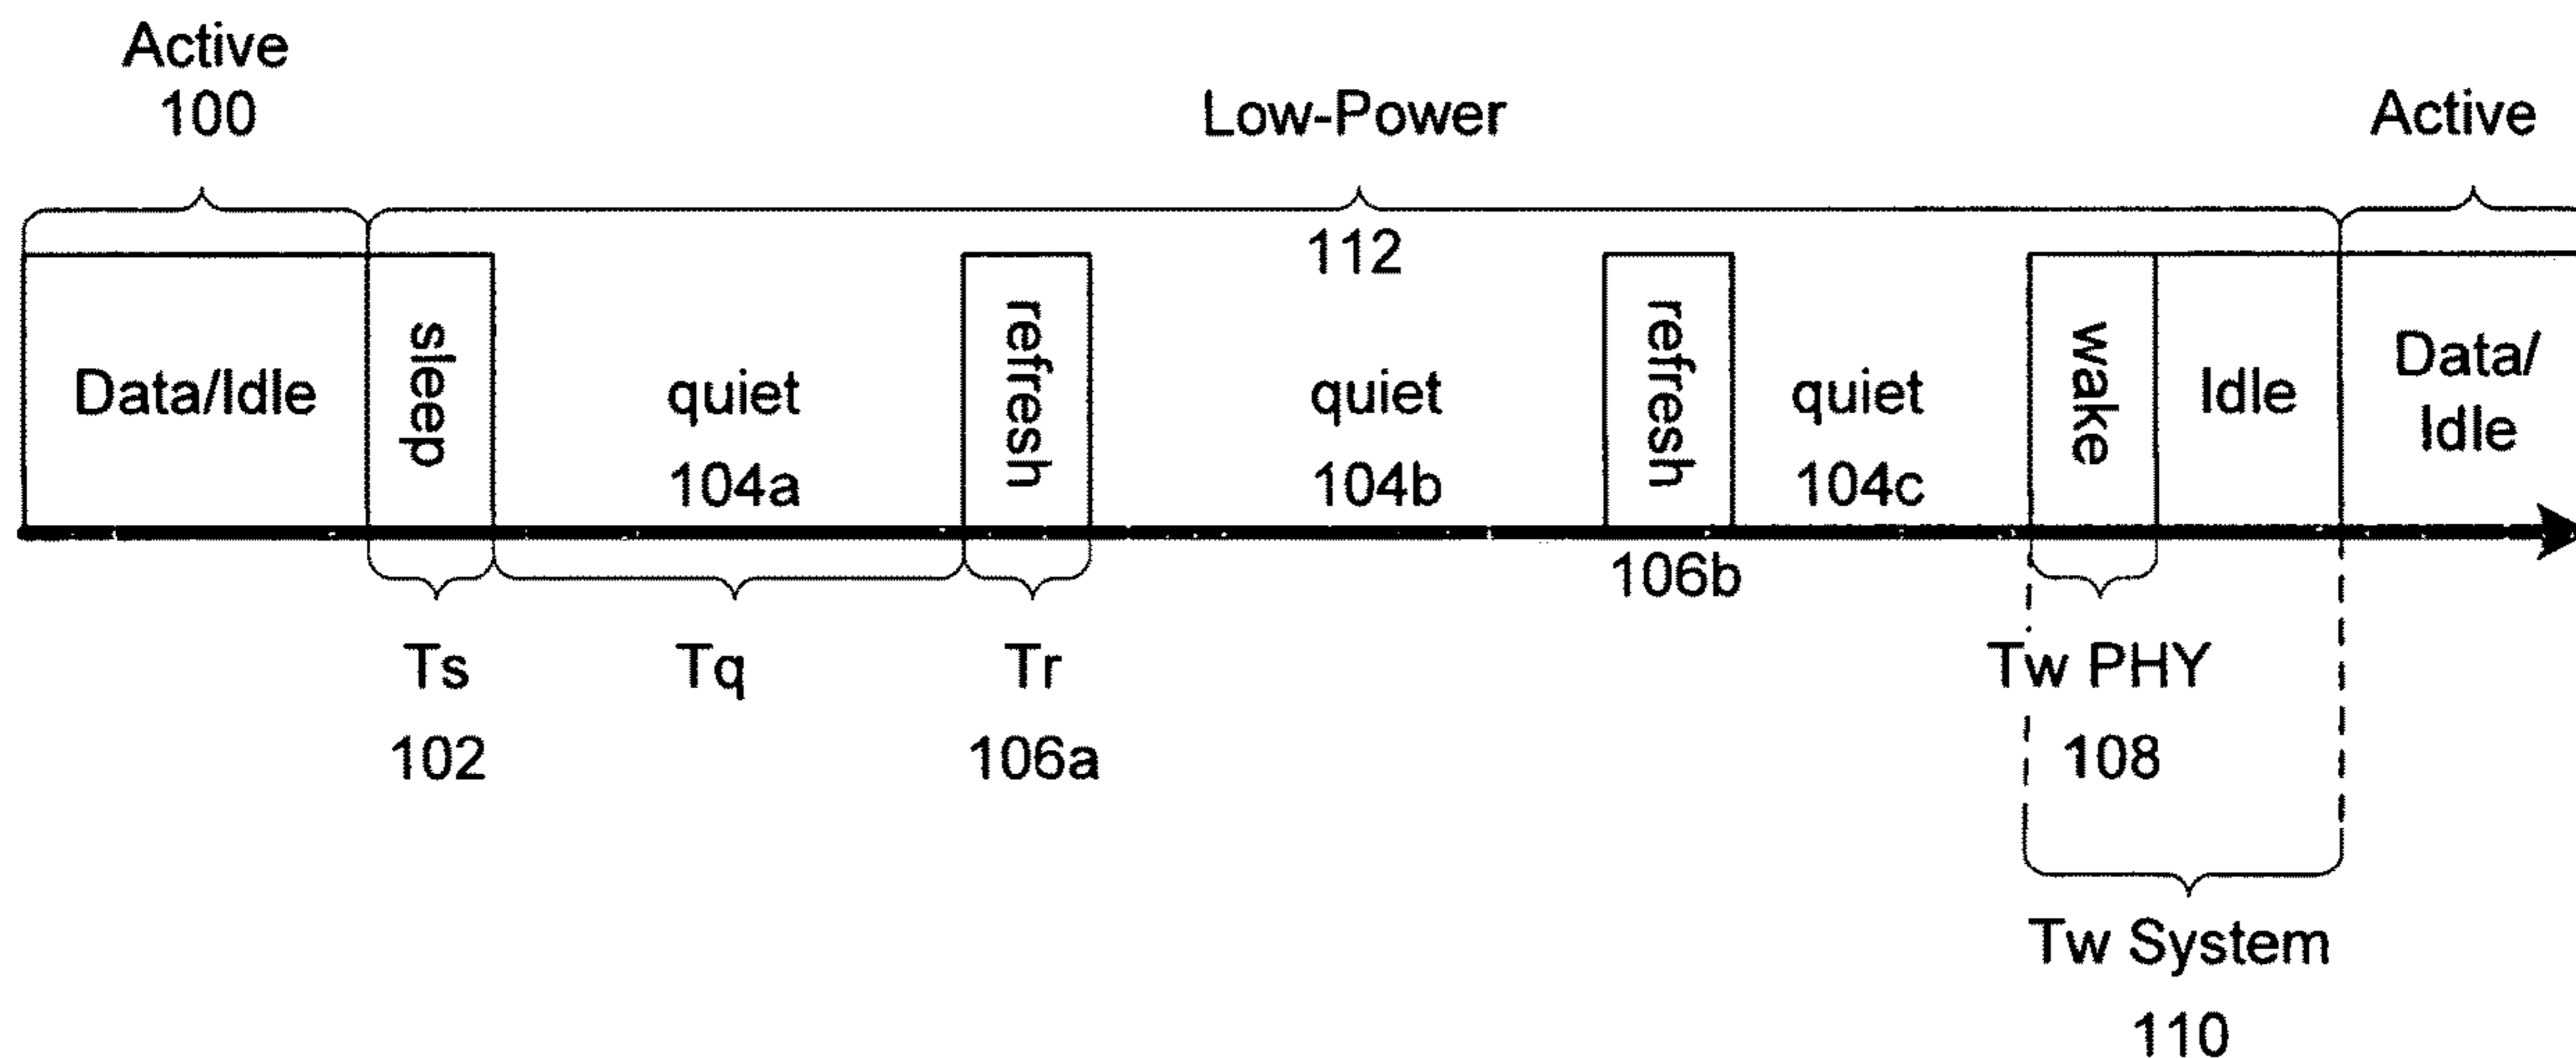 Active
100
Low-Power
Active
112
Data/Idle
sleep
quiet
104a
refresh
quiet
104b
refresh
quiet
104c
wake
Idle
Data/
Idle
106b
Ts
102
Tq
Tr
106a
Tw PHY
108
Tw System
110